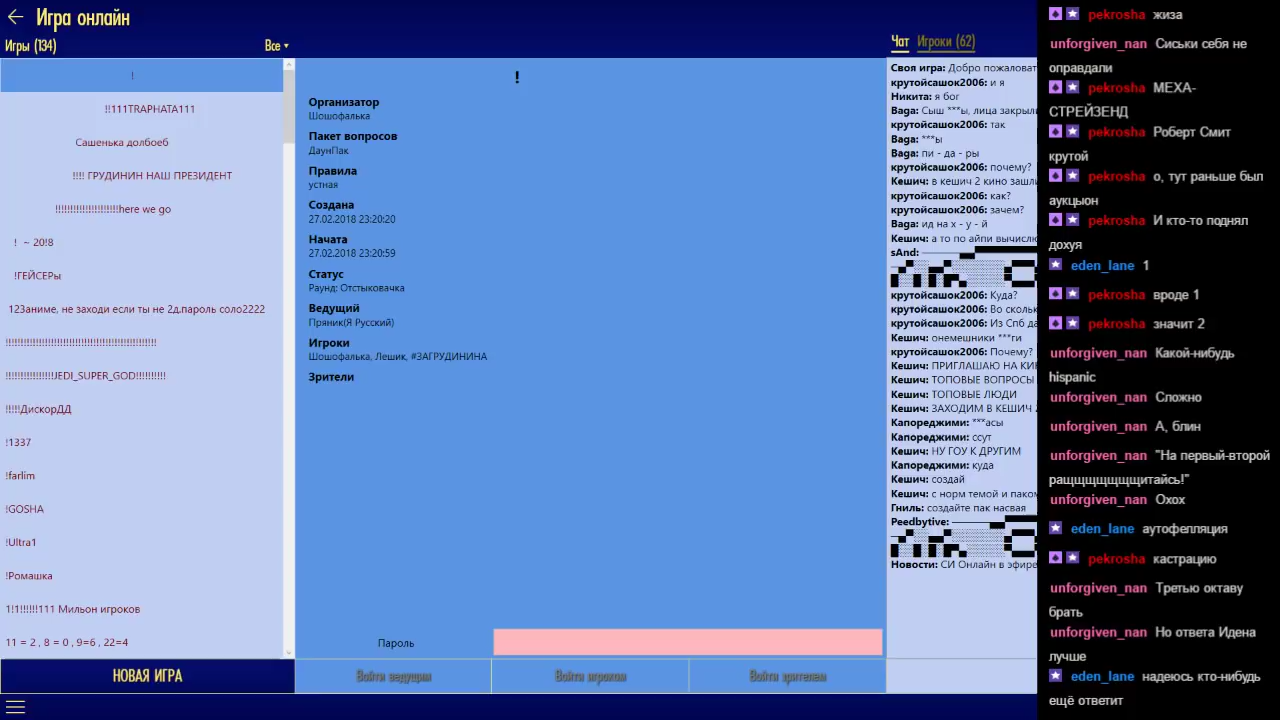 Игра онлайн
Игры (134)
Все
!
!!111TRAPHATA111
Сашенька долбоеб
!!!! ГРУДИНИН НАШ ПРЕЗИДЕНТ
!!!!!!!!!!!!!!!!!!!!!here we go
! ~ 20!8
!ГЕЙСЕРы
123аниме, не заходи если ты не 2д.пароль соло2222
!!!!!!!!!!!!!!!!JEDI_SUPER_GOD!!!!!!!!!!
!!!!!ДискорДД
!1337
!farlim
!GOSHA
!Ultra1
!Ромашка
1!1!!!!!!111 Мильон игроков
11 = 2 , 8 = 0 , 9=6 , 22=4
НОВАЯ ИГРА
!
Организатор
Шошофалька
Пакет вопросов
ДаунПак
Правила
устная
Создана
27.02.2018 23:20:20
Начата
27.02.2018 23:20:59
Статус
Раунд: Отстыковачка
Ведущий
Пряник(Я Русский)
Игроки
Шошофалька, Лешик, #ЗАГРУДИНИНА
Зрители
Пароль
Войти ведущим
Войти игроком
Войти зрителем
Чат Игроки (62)
Своя игра: Добро пожаловат
крутойсашок2006: и я
Никита: я бог
Baga: Сыш ***ы, лица закрыл
крутойсашок2006: так
Baga: ***ы
Baga: пи - да - ры
крутойсашок2006: почему?
Кешич: в кешич 2 кино зашл
крутойсашок2006: как?
крутойсашок2006: зачем?
Baga: ид на х - у - й
Кешич: а то по айпи вычислю
sAnd:
крутойсашок2006: Куда?
крутойсашок2006: Во скольк
крутойсашок2006: Из Спб да
Кешич: онемешники ***ги
крутойсашок2006: Почему?
Кешич: ПРИГЛАШАЮ НА КИ
Кешич: ТОПОВЫЕ ВОПРОСЫ
Кешич: ТОПОВЫЕ ЛЮДИ
Кешич: ЗАХОДИМ В КЕШИЧ
Капореджими: ***асы
Капореджими: ссут
Кешич: НУ ГОУ К ДРУГИМ
Капореджими: куда
Кешич: создай
Кешич: с норм темой и паком
Гниль: создайте пак насвая
Peedbytive:
Новости: СИ Онлайн в эфире
pekrosha жиза
unforgiven_nan Сиськи себя не
оправдали
pekrosha МЕХА-
СТРЕЙЗЕНД
pekrosha Роберт Смит
крутой
pekrosha о, тут раньше был
аукцыон
pekrosha И кто-то поднял
дохуя
eden_lane 1
pekrosha вроде 1
pekrosha значит 2
unforgiven_nan Какой-нибудь
hispanic
unforgiven_nan Сложно
unforgiven_nan А, блин
unforgiven_nan "На первый-второй
ращщщщщщщитайсь!"
unforgiven_nan Охох
eden_lane аутофелляция
pekrosha кастрацию
unforgiven_nan Третью октаву
брать
unforgiven_nan Но ответа Идена
лучше
eden_lane надеюсь кто-нибудь
ещё ответит